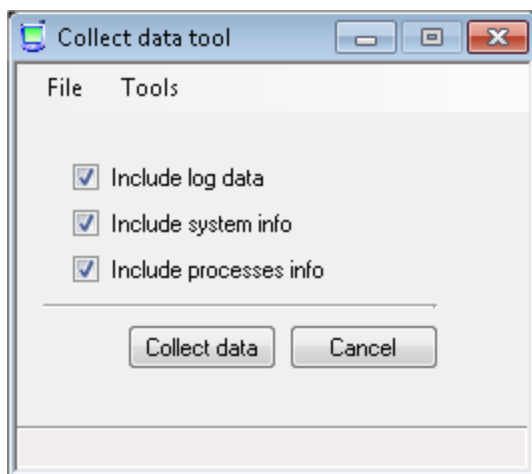 Collect data tool
File Tools
Include log data
Include system info
Include processes info
Collect data Cancel